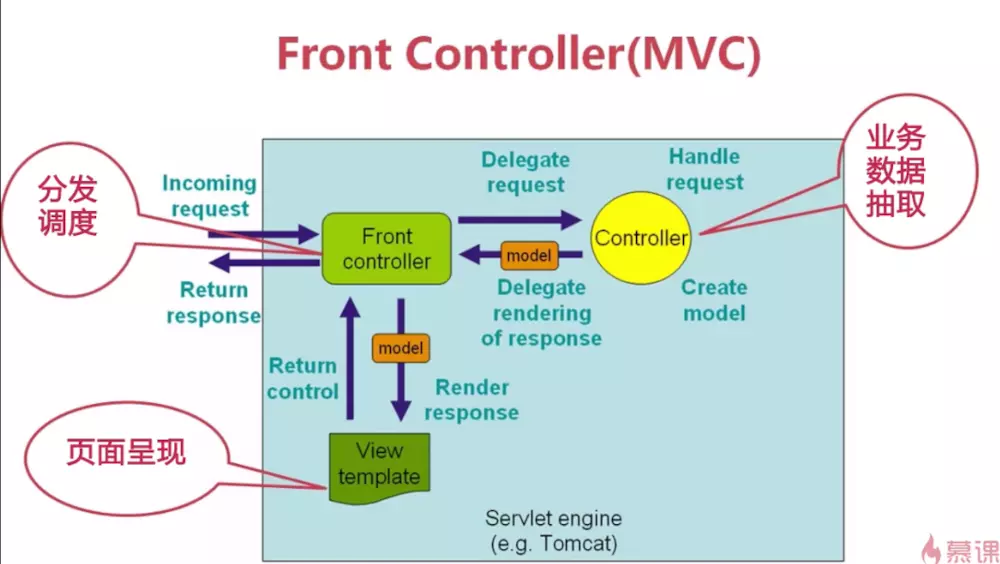 Front Controller(MVC)
分发
调度
Incoming
request
Return
response
Front
controller
Delegate
request
Handle
request
Controller
业务
数据
抽取
model
Delegate
rendering
of response
Create
model
model
Return
control
Render
response
页面呈现
View
template
Servlet engine
(e.g. Tomcat)
慕课